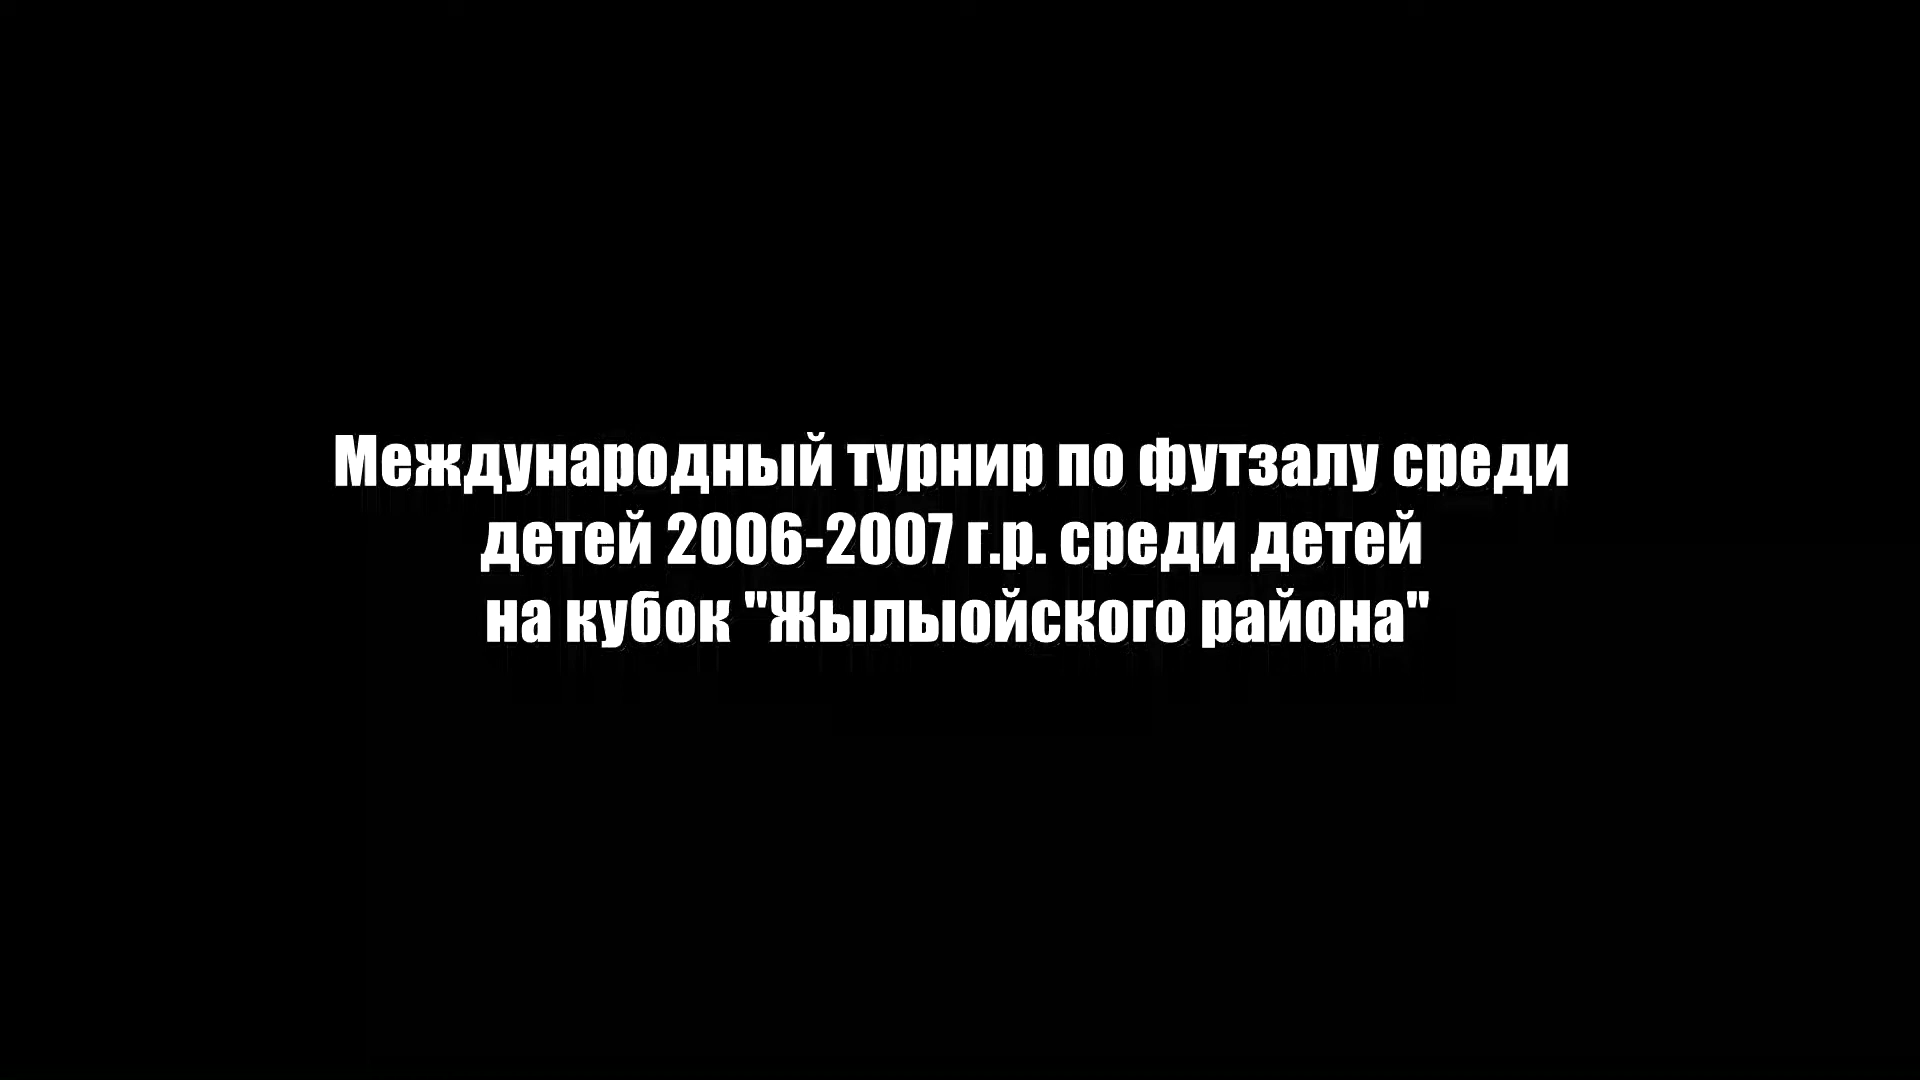 Международный турнир по футзалу среди
детей 2006-2007 г.р. среди детей
на кубок "Жылыойского района"